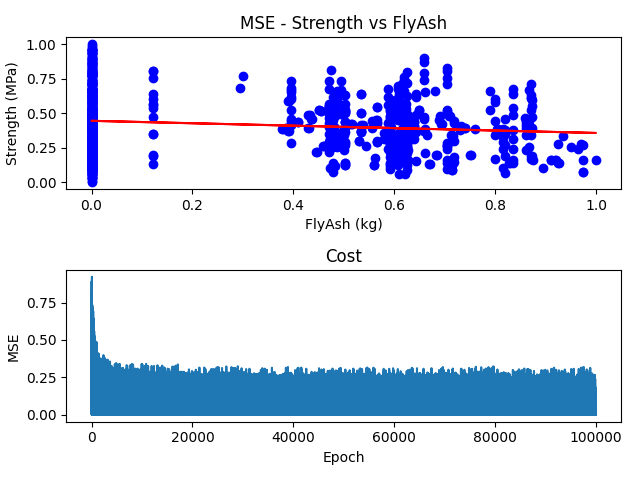 MSE - Strength vs FlyAsh
Strength (MPa)
1.00
0.75
0.50
0.25
0.00
0.0 0.2 0.4 0.6 0.8 1.0
FlyAsh (kg)
Cost
MSE
0.75
0.50
0.25
0.00
0 20000 40000 60000 80000 100000
Epoch